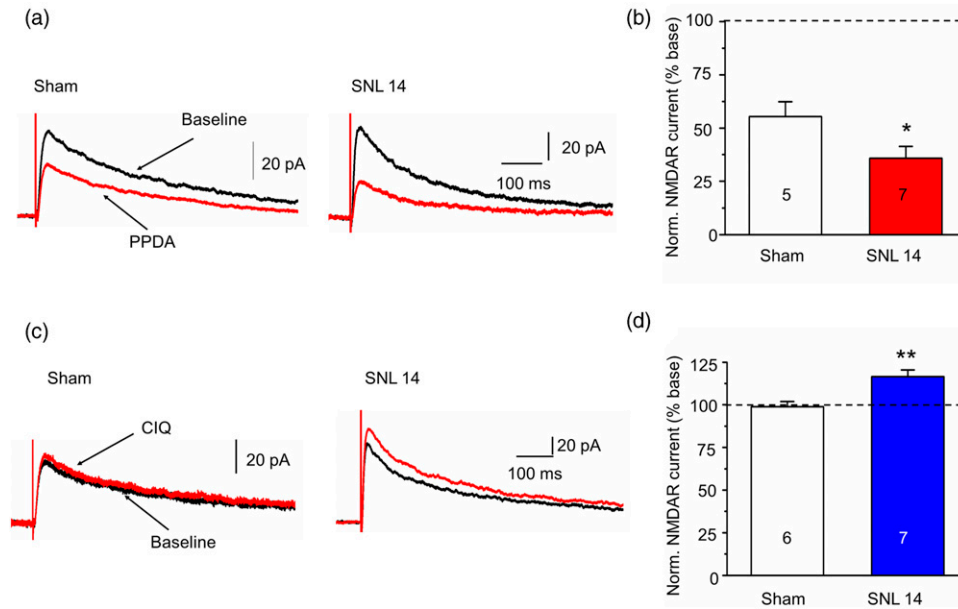 (a)
Sham
Baseline
20 pA
PPDA
SNL 14
20 pA
100 ms
(b)
Norm. NMDAR current (% base)
100
75
50
25
0
*
5
7
Sham
SNL 14
(c)
Sham
CIQ
20 pA
Baseline
SNL 14
20 pA
100 ms
(d)
Norm. NMDAR current (% base)
125
100
75
50
25
0
**
6
7
Sham
SNL 14